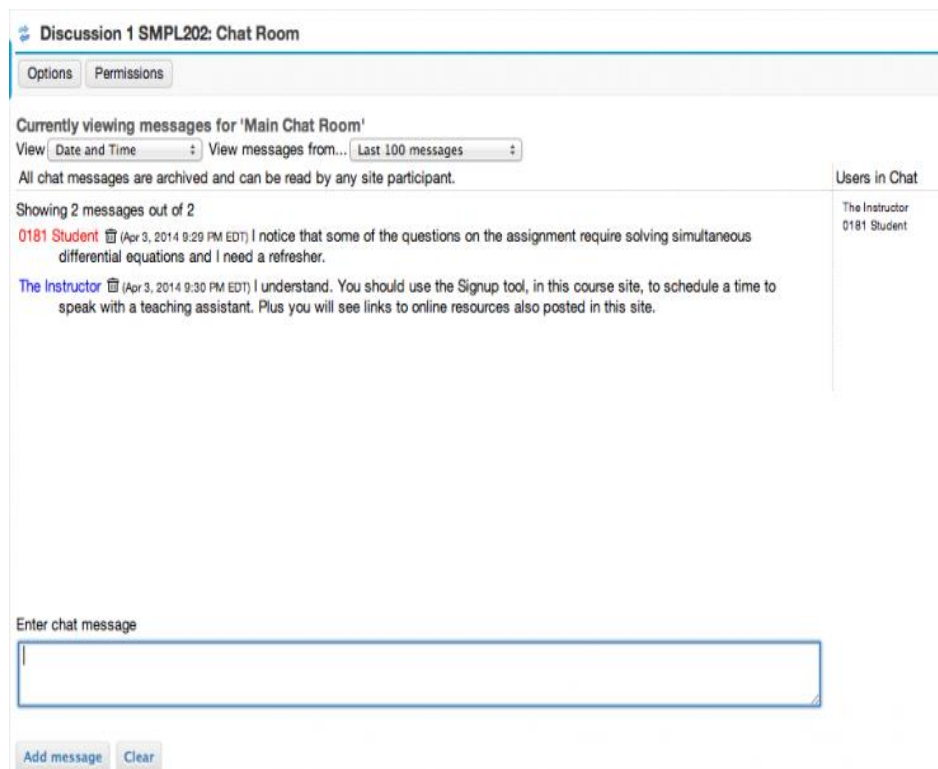 Discussion 1 SMPL202: Chat Room
Options Permissions
Currently viewing messages for 'Main Chat Room'
View Date and Time View messages from... Last 100 messages
All chat messages are archived and can be read by any site participant.
Users in Chat
Showing 2 messages out of 2
The Instructor
0181 Student
0181 Student (Apr 3, 2014 9:29 PM EDT) I notice that some of the questions on the assignment require solving simultaneous
differential equations and I need a refresher.
The Instructor (Apr 3, 2014 9:30 PM EDT) I understand. You should use the Signup tool, in this course site, to schedule a time to
speak with a teaching assistant. Plus you will see links to online resources also posted in this site.
Enter chat message
Add message Clear